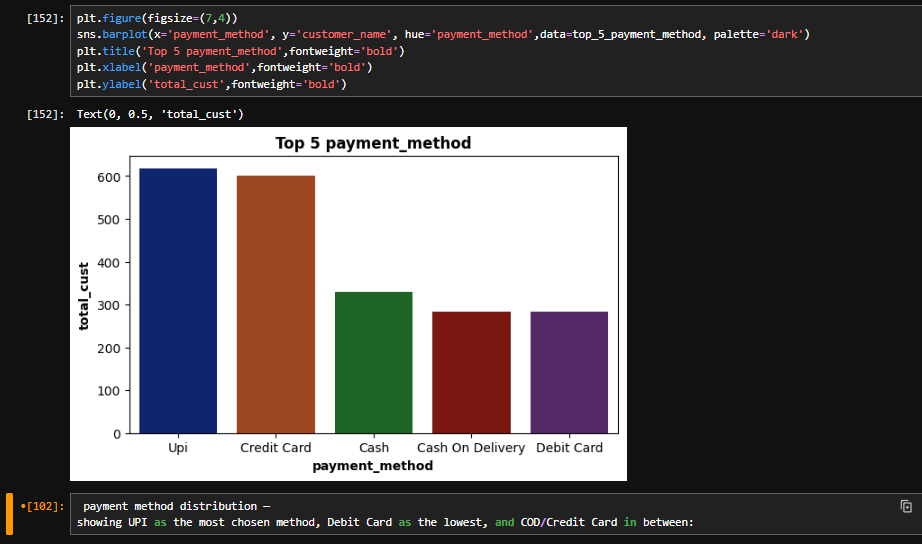 [152]: plt.figure(figsize=(7,4))
sns.barplot(x='payment_method', y='customer_name', hue='payment_method',data=top_5_payment_method, palette='dark')
plt.title('Top 5 payment_method',fontweight='bold')
plt.xlabel('payment_method',fontweight='bold')
plt.ylabel('total_cust',fontweight='bold')
[152]: Text(0, 0.5, 'total_cust')
Top 5 payment_method
total_cust
600
500
400
300
200
100
0
Upi Credit Card Cash Cash On Delivery Debit Card
payment_method
•[102]: payment method distribution —
showing UPI as the most chosen method, Debit Card as the lowest, and COD/Credit Card in between: